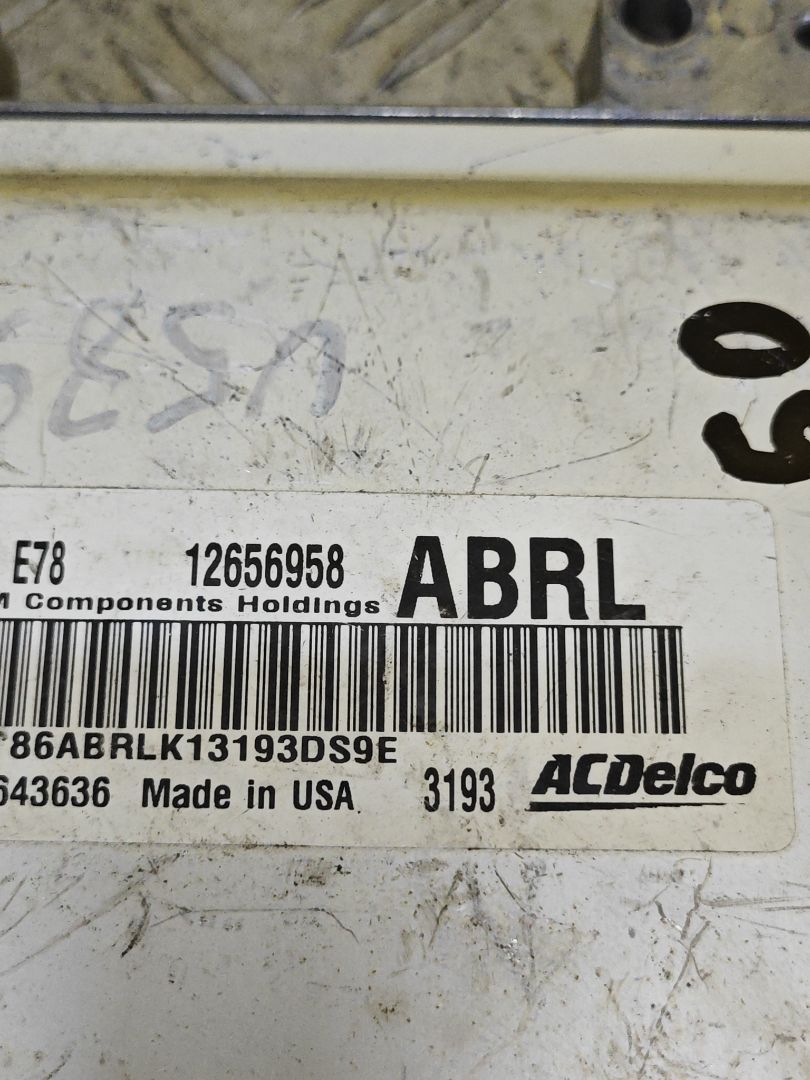 E78 12656958 ABRL
M Components Holdings
86ABRLK13193DS9E
643636 Made in USA 3193 ACDelco